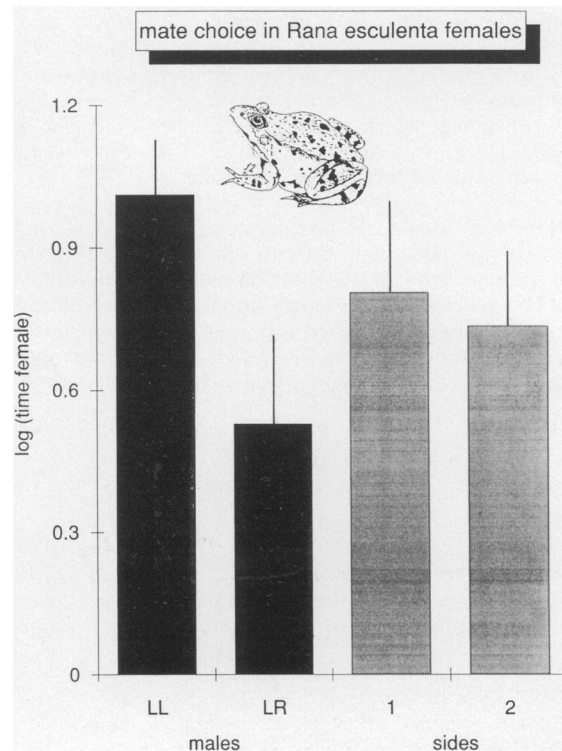 mate choice in Rana esculenta females
1.2
0.9
0.6
0.3
0
log (time female)
LL
LR
1
2
males
sides